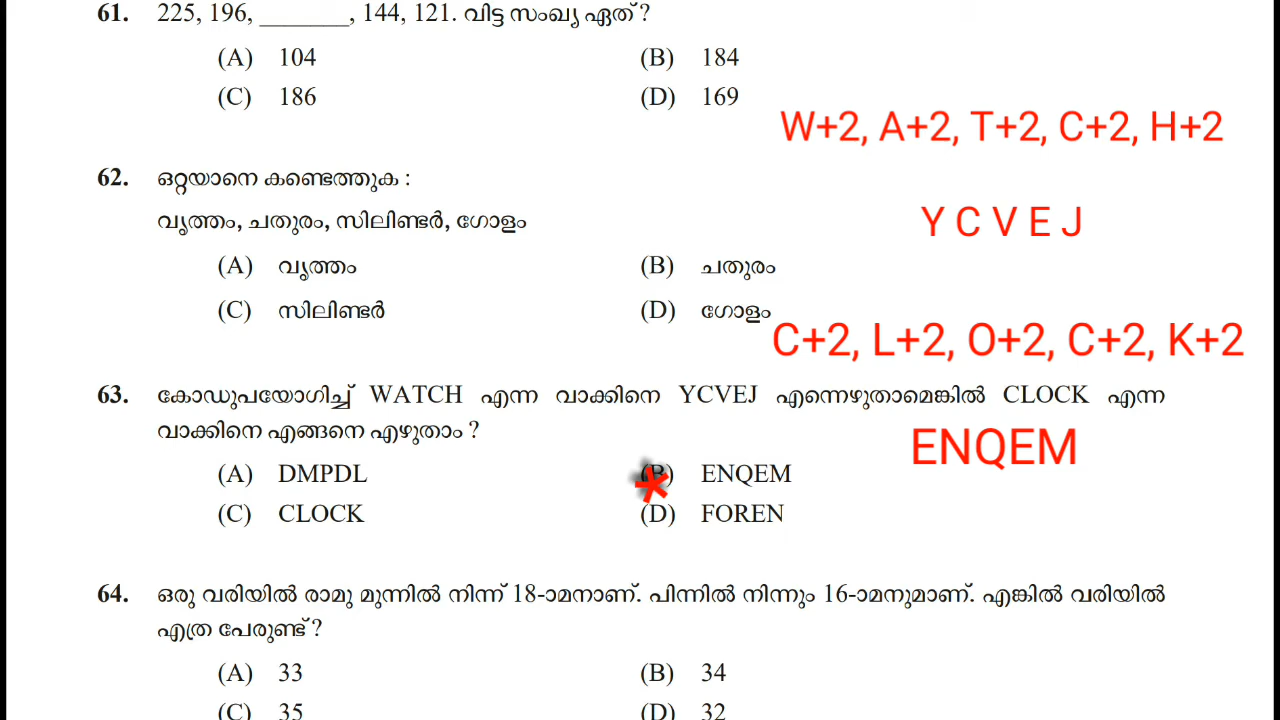 61. 225, 196, _______, 144, 121. വിട്ട സംഖ്യ ഏത് ?
(A) 104 (B) 184
(C) 186 (D) 169
W+2, A+2, T+2, C+2, H+2
62. ഒറ്റയാനെ കണ്ടെത്തുക :
Y C V E J
വൃത്തം, ചതുരം, സിലിണ്ടർ, ഗോളം
(A) വൃത്തം (B) ചതുരം
(C) സിലിണ്ടർ (D) ഗോളം
C+2, L+2, O+2, C+2, K+2
63. കോഡുപയോഗിച്ച് WATCH എന്ന വാക്കിനെ YCVEJ എന്നെഴുതാമെങ്കിൽ CLOCK എന്ന
വാക്കിനെ എങ്ങനെ എഴുതാം ?
ENQEM
(A) DMPDL (B) ENQEM
(C) CLOCK (D) FOREN
64. ഒരു വരിയിൽ രാമു മുന്നിൽ നിന്ന് 18-ാമനാണ്. പിന്നിൽ നിന്നും 16-ാമനുമാണ്. എങ്കിൽ വരിയിൽ
എത്ര പേരുണ്ട് ?
(A) 33 (B) 34
(C) 35 (D) 32